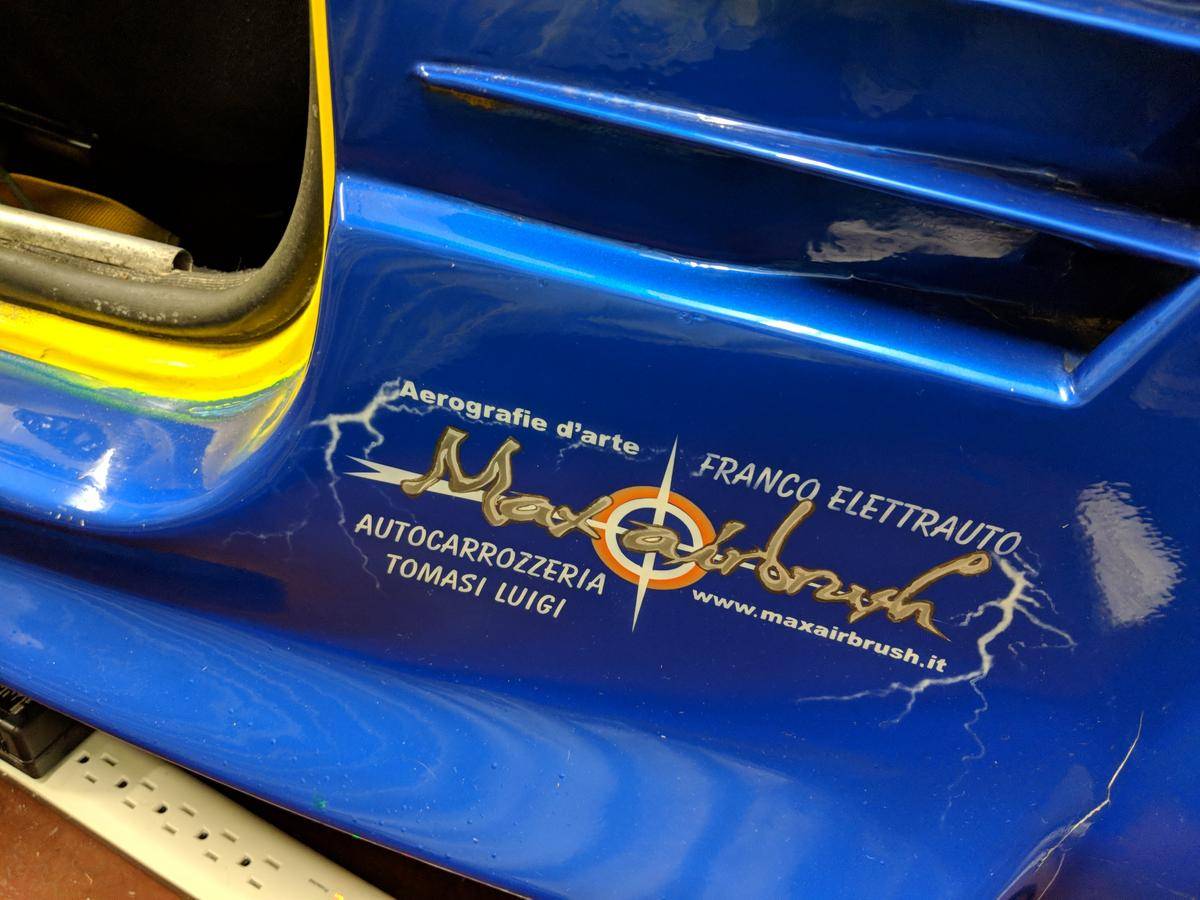 Aerografie d'arte
Maxairbrush
FRANCO ELETTRAUTO
AUTOCARROZZERIA
TOMASI LUIGI
www.maxairbrush.it